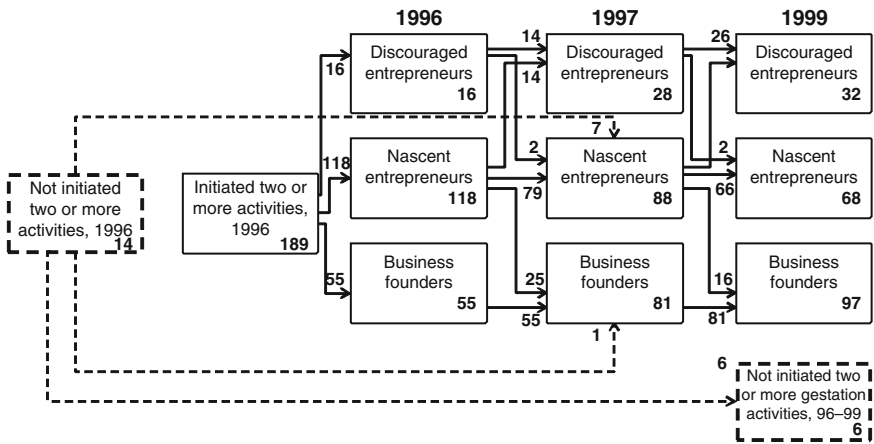 1996
1997
1999
Discouraged
entrepreneurs
16
Discouraged
entrepreneurs
28
Discouraged
entrepreneurs
32
16
14
14
26
7
Not initiated
two or more
activities, 1996
14
Initiated two or
more activities,
1996
189
118
Nascent
entrepreneurs
118
2
79
Nascent
entrepreneurs
88
2
66
Nascent
entrepreneurs
68
55
Business
founders
55
25
55
Business
founders
81
16
81
Business
founders
97
1
6
Not initiated two
or more gestation
activities, 96–99
6